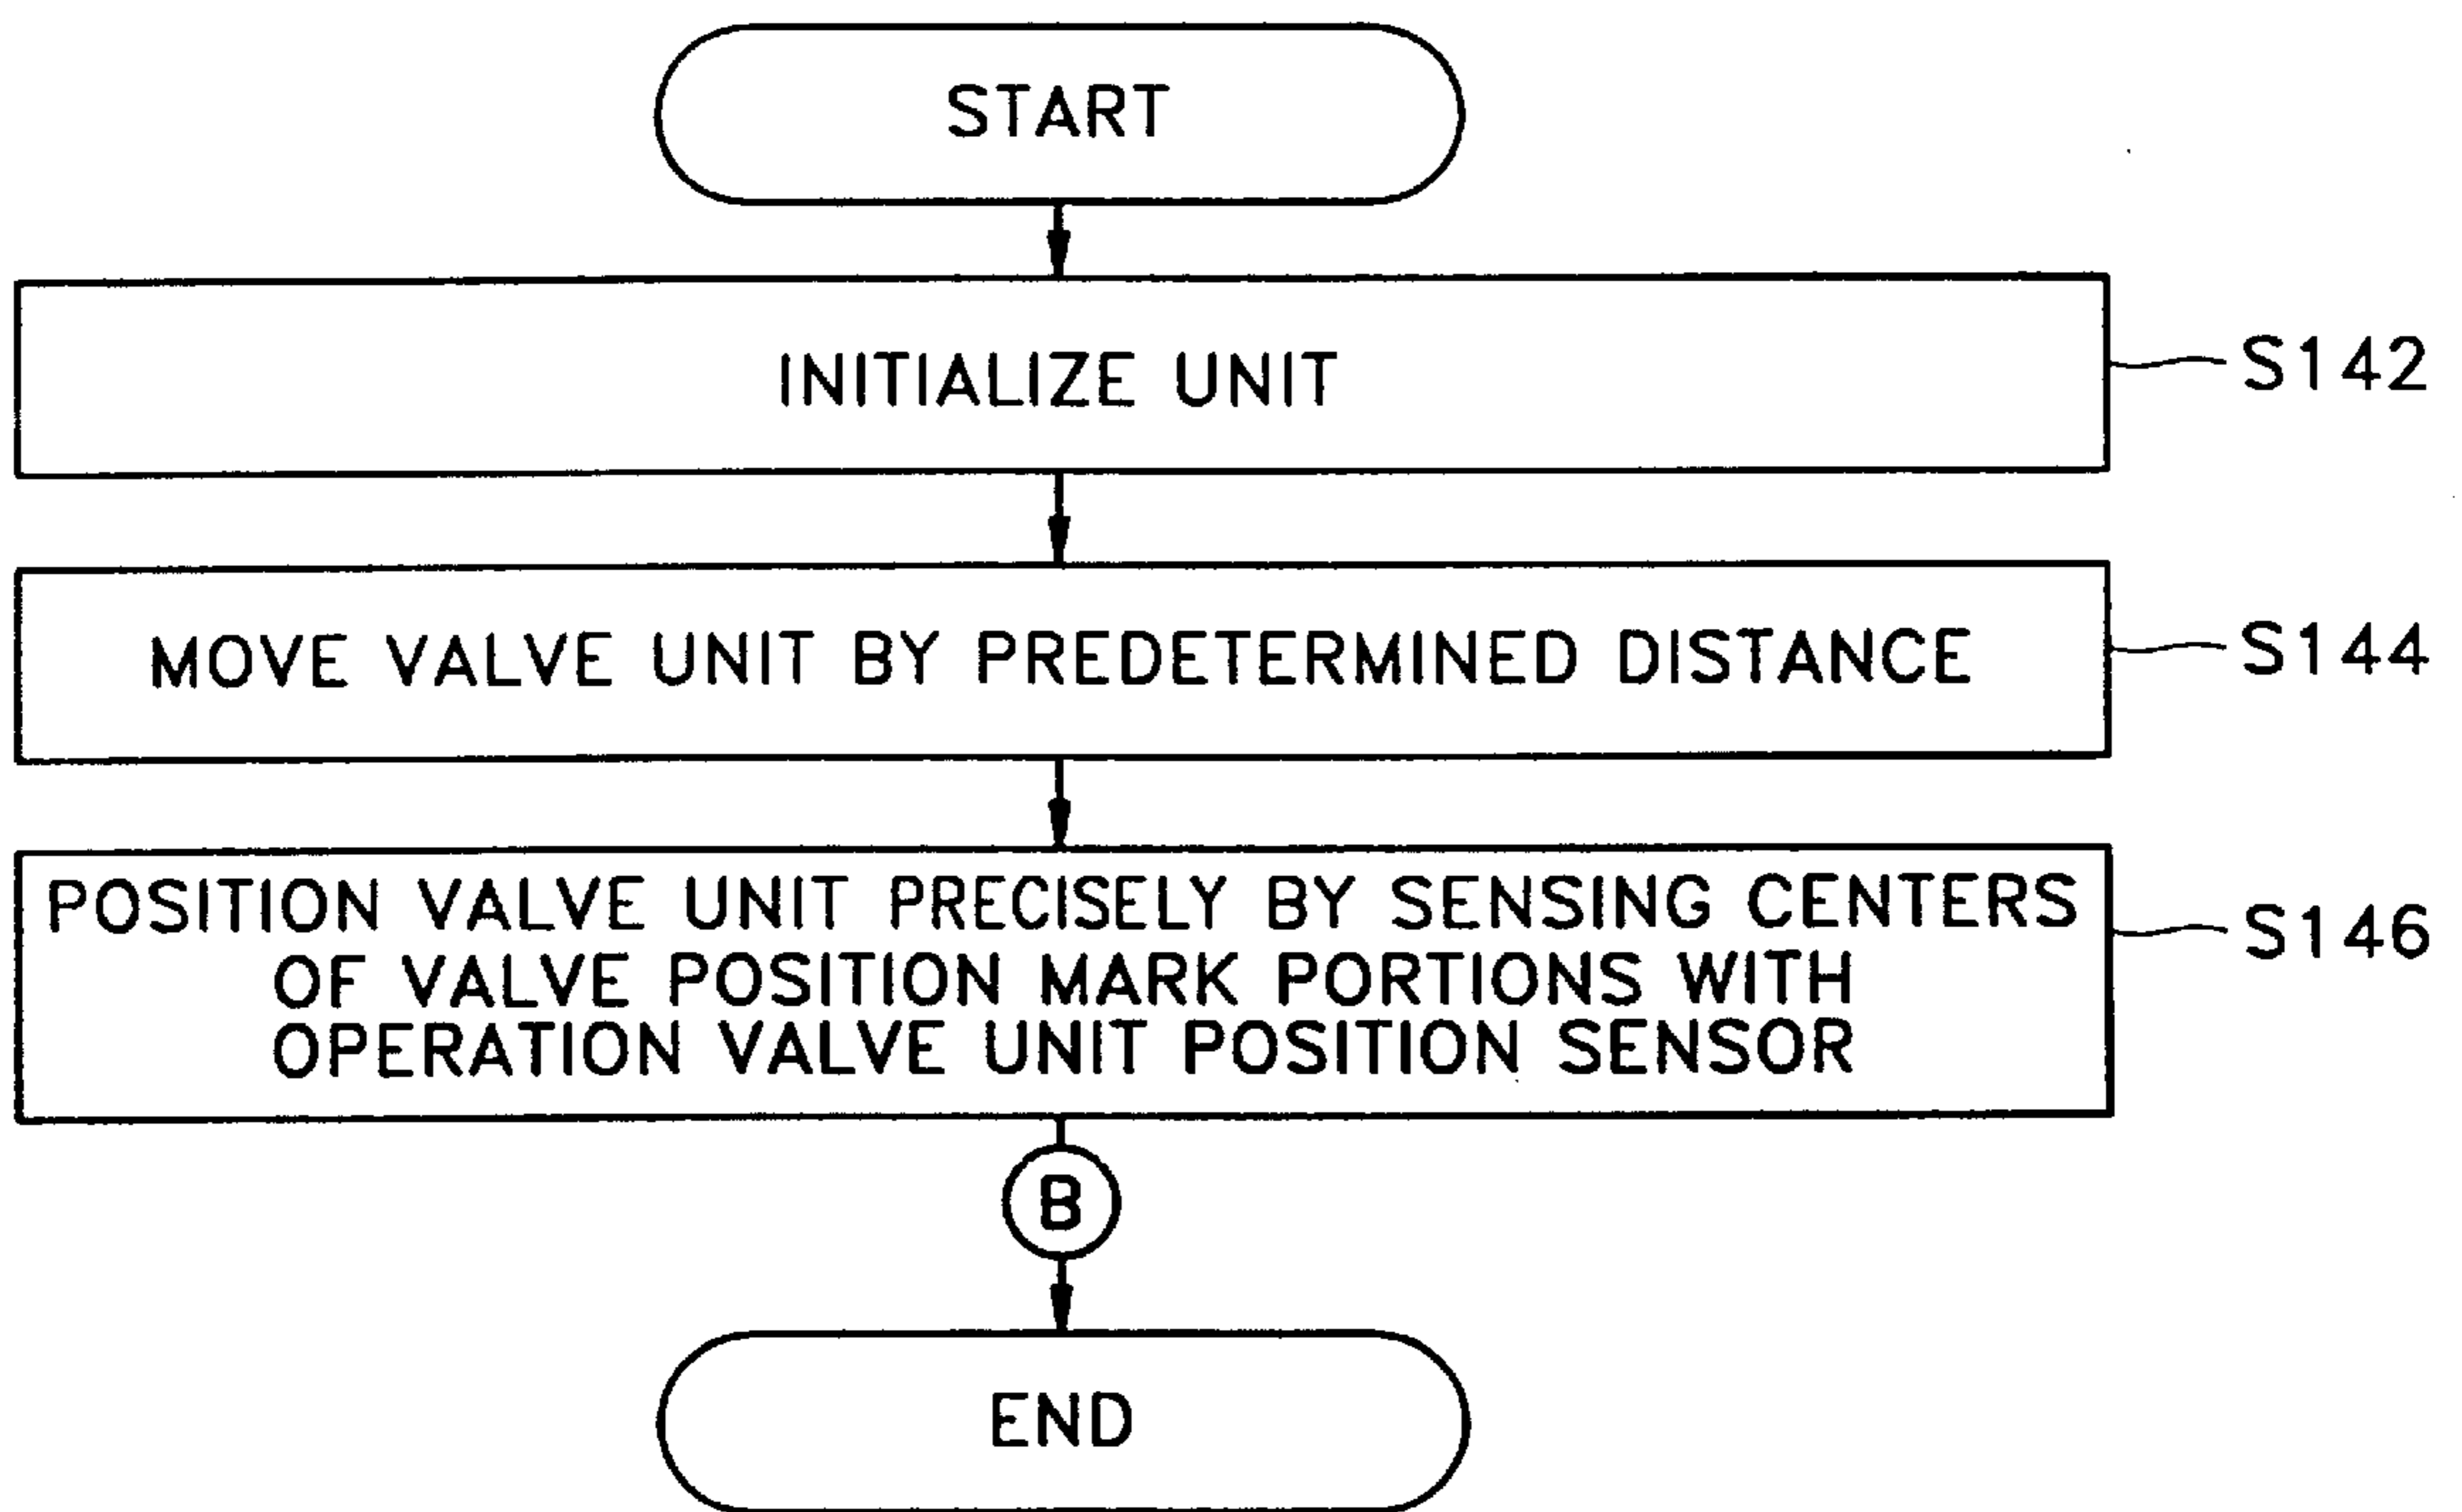 START
INITIALIZE UNIT
S142
MOVE VALVE UNIT BY PREDETERMINED DISTANCE
S144
POSITION VALVE UNIT PRECISELY BY SENSING CENTERS
OF VALVE POSITION MARK PORTIONS WITH
OPERATION VALVE UNIT POSITION SENSOR
S146
B
END